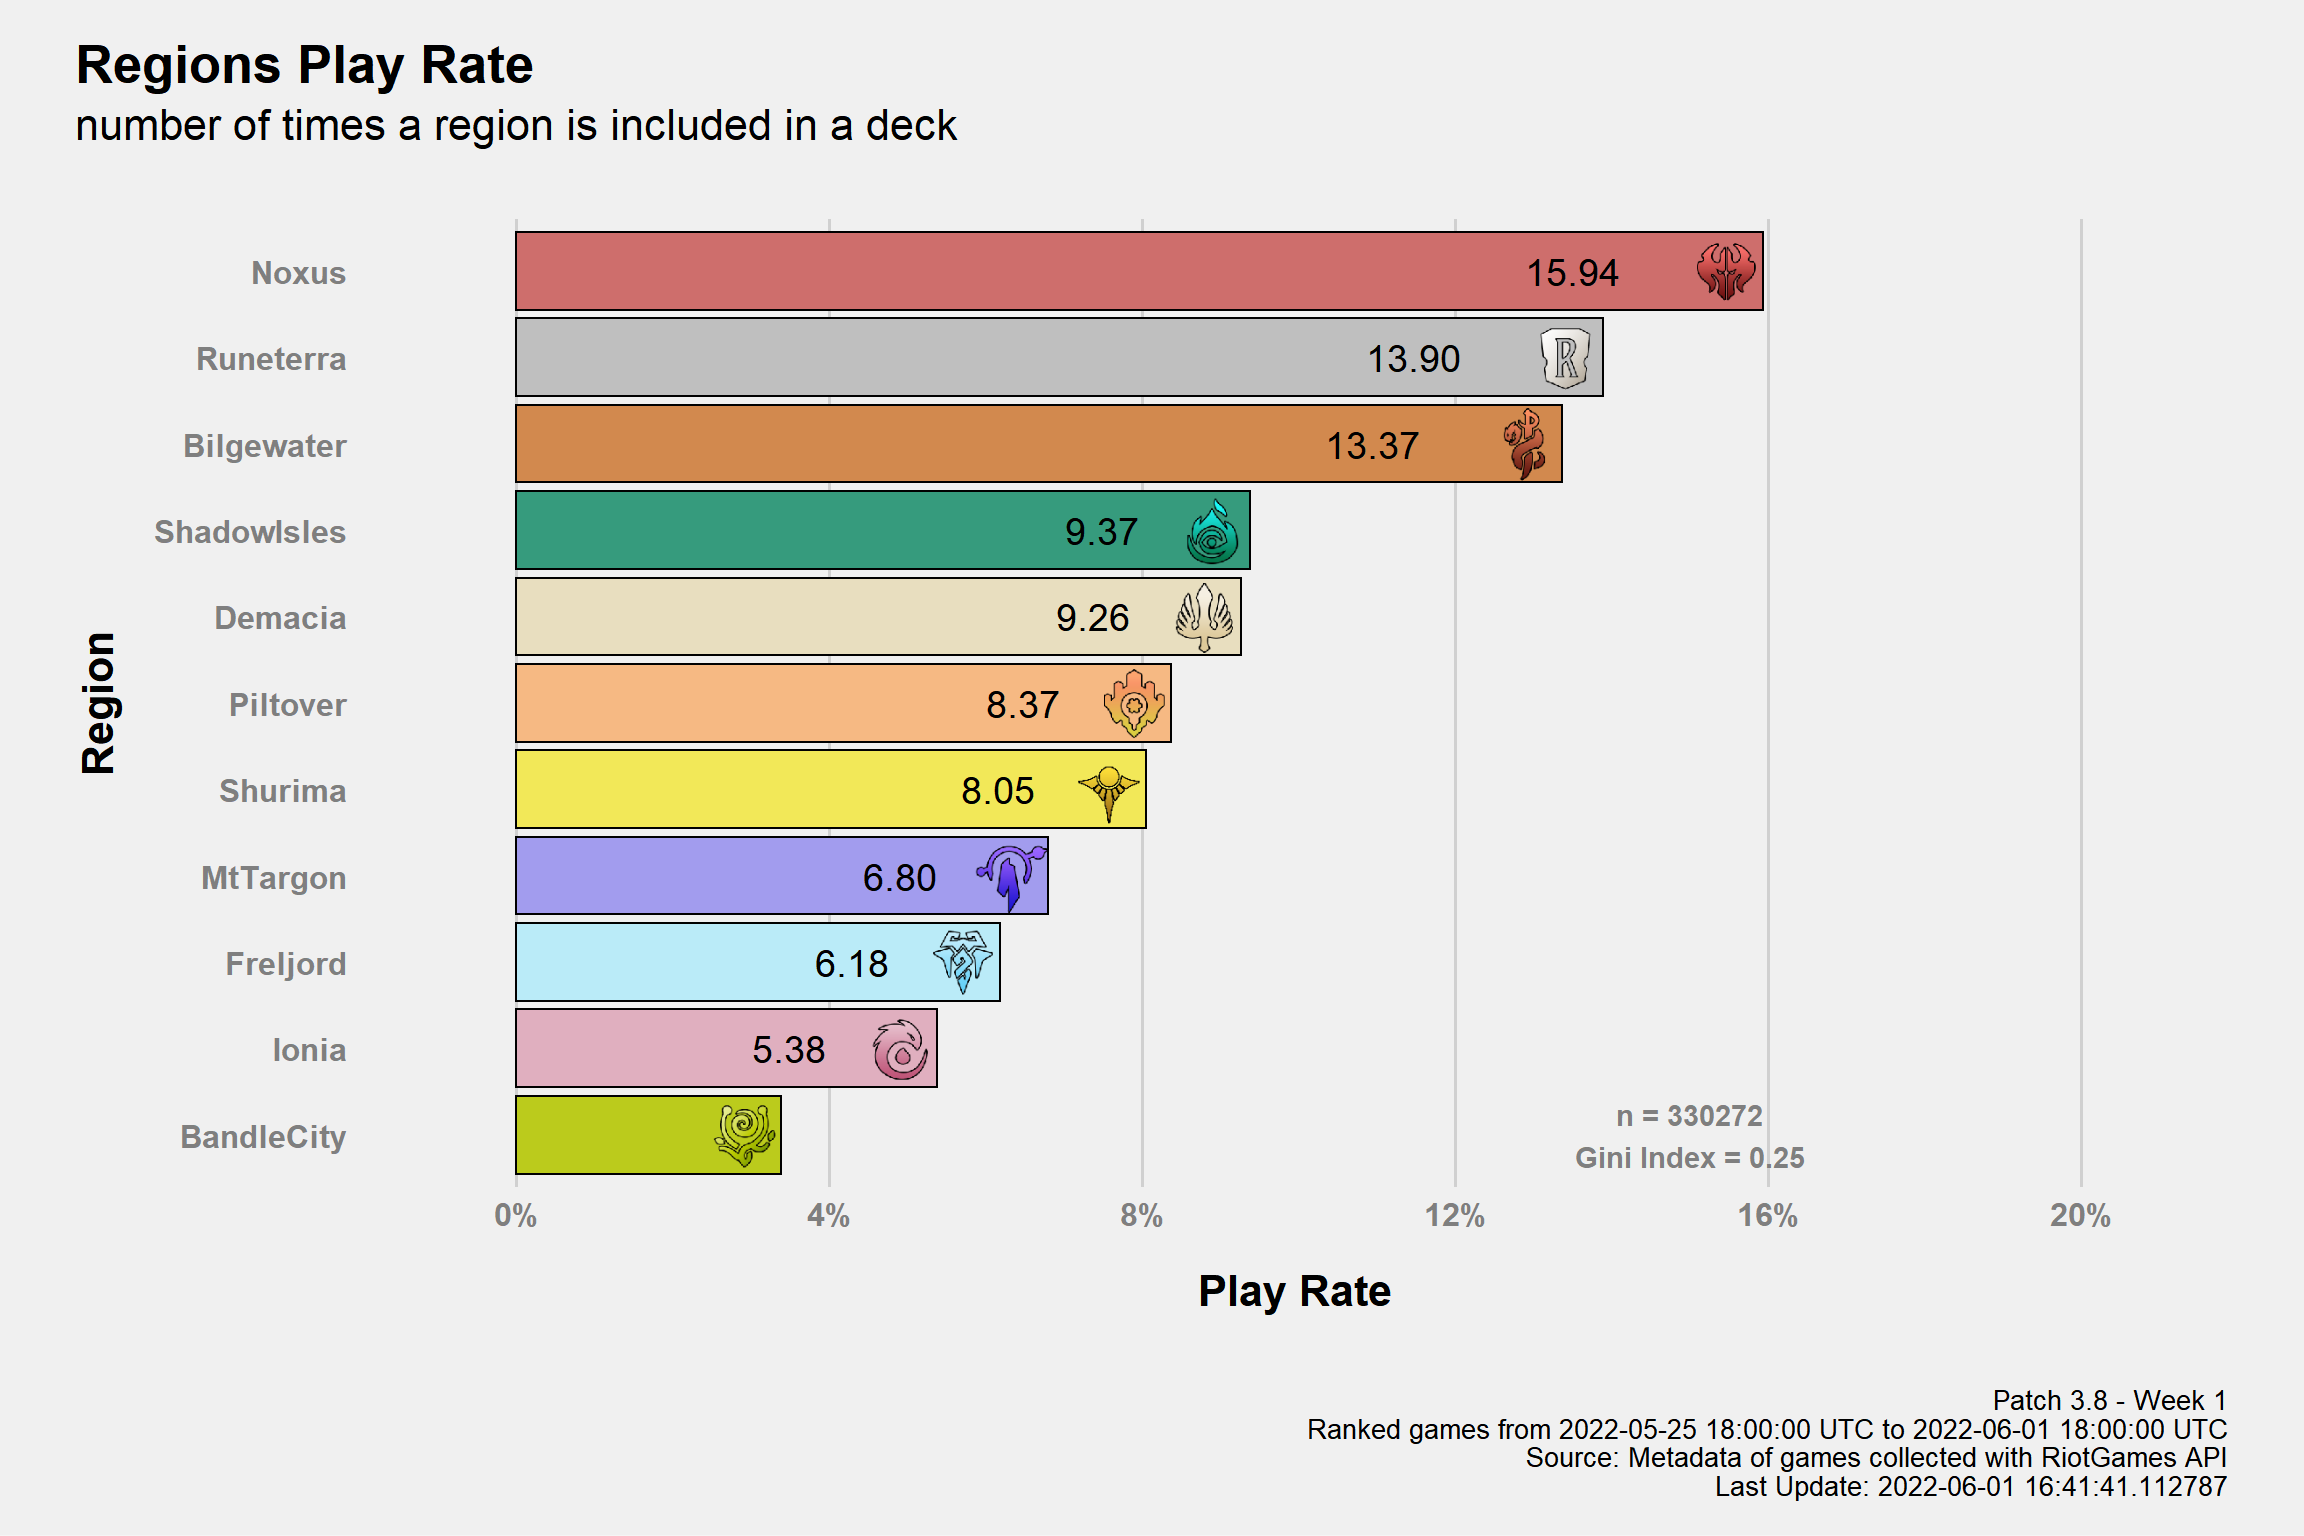 Regions Play Rate
number of times a region is included in a deck
Region
Noxus 15.94
Runeterra 13.90 R
Bilgewater 13.37
ShadowIsles 9.37
Demacia 9.26
Piltover 8.37
Shurima 8.05
MtTargon 6.80
Freljord 6.18
Ionia 5.38
BandleCity
n = 330272
Gini Index = 0.25
0% 4% 8% 12% 16% 20%
Play Rate
Patch 3.8 - Week 1
Ranked games from 2022-05-25 18:00:00 UTC to 2022-06-01 18:00:00 UTC
Source: Metadata of games collected with RiotGames API
Last Update: 2022-06-01 16:41:41.112787